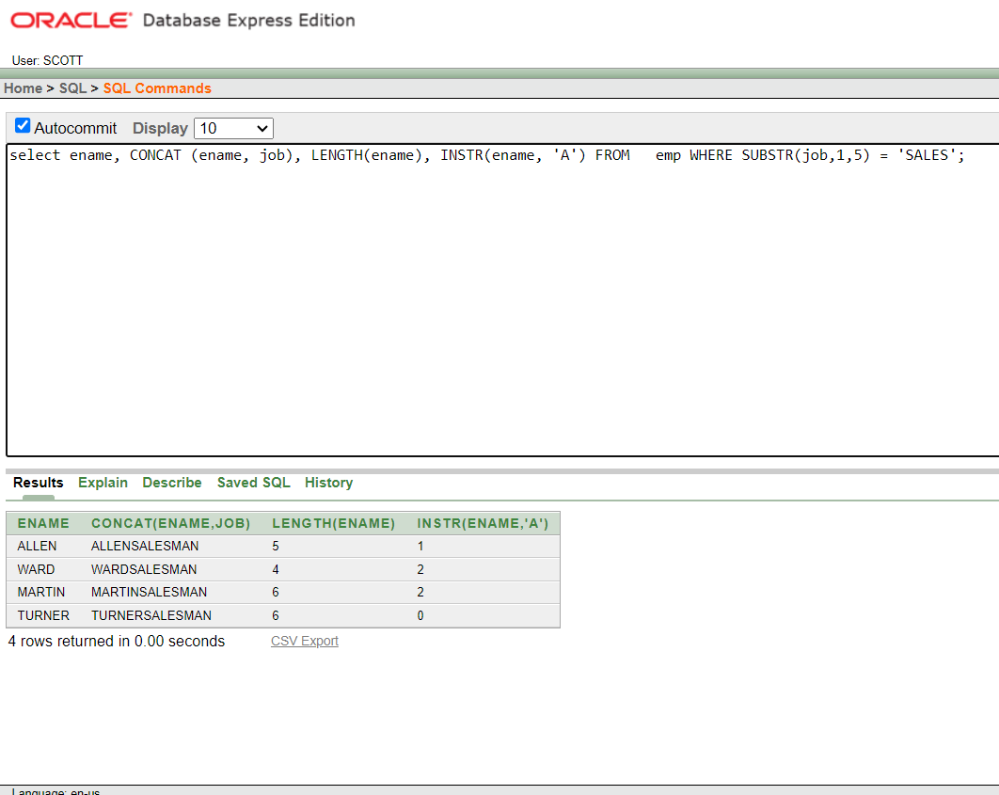 ORACLE® Database Express Edition
User: SCOTT
Home > SQL > SQL Commands
Autocommit Display 10
select ename, CONCAT (ename, job), LENGTH(ename), INSTR(ename, 'A') FROM   emp WHERE SUBSTR(job,1,5) = 'SALES';
Results Explain Describe Saved SQL History
ENAME CONCAT(ENAME,JOB) LENGTH(ENAME) INSTR(ENAME,'A')
ALLEN ALLENSALESMAN 5 1
WARD WARDSALESMAN 4 2
MARTIN MARTINSALESMAN 6 2
TURNER TURNERSALESMAN 6 0
4 rows returned in 0.00 seconds CSV Export
Language: en-us